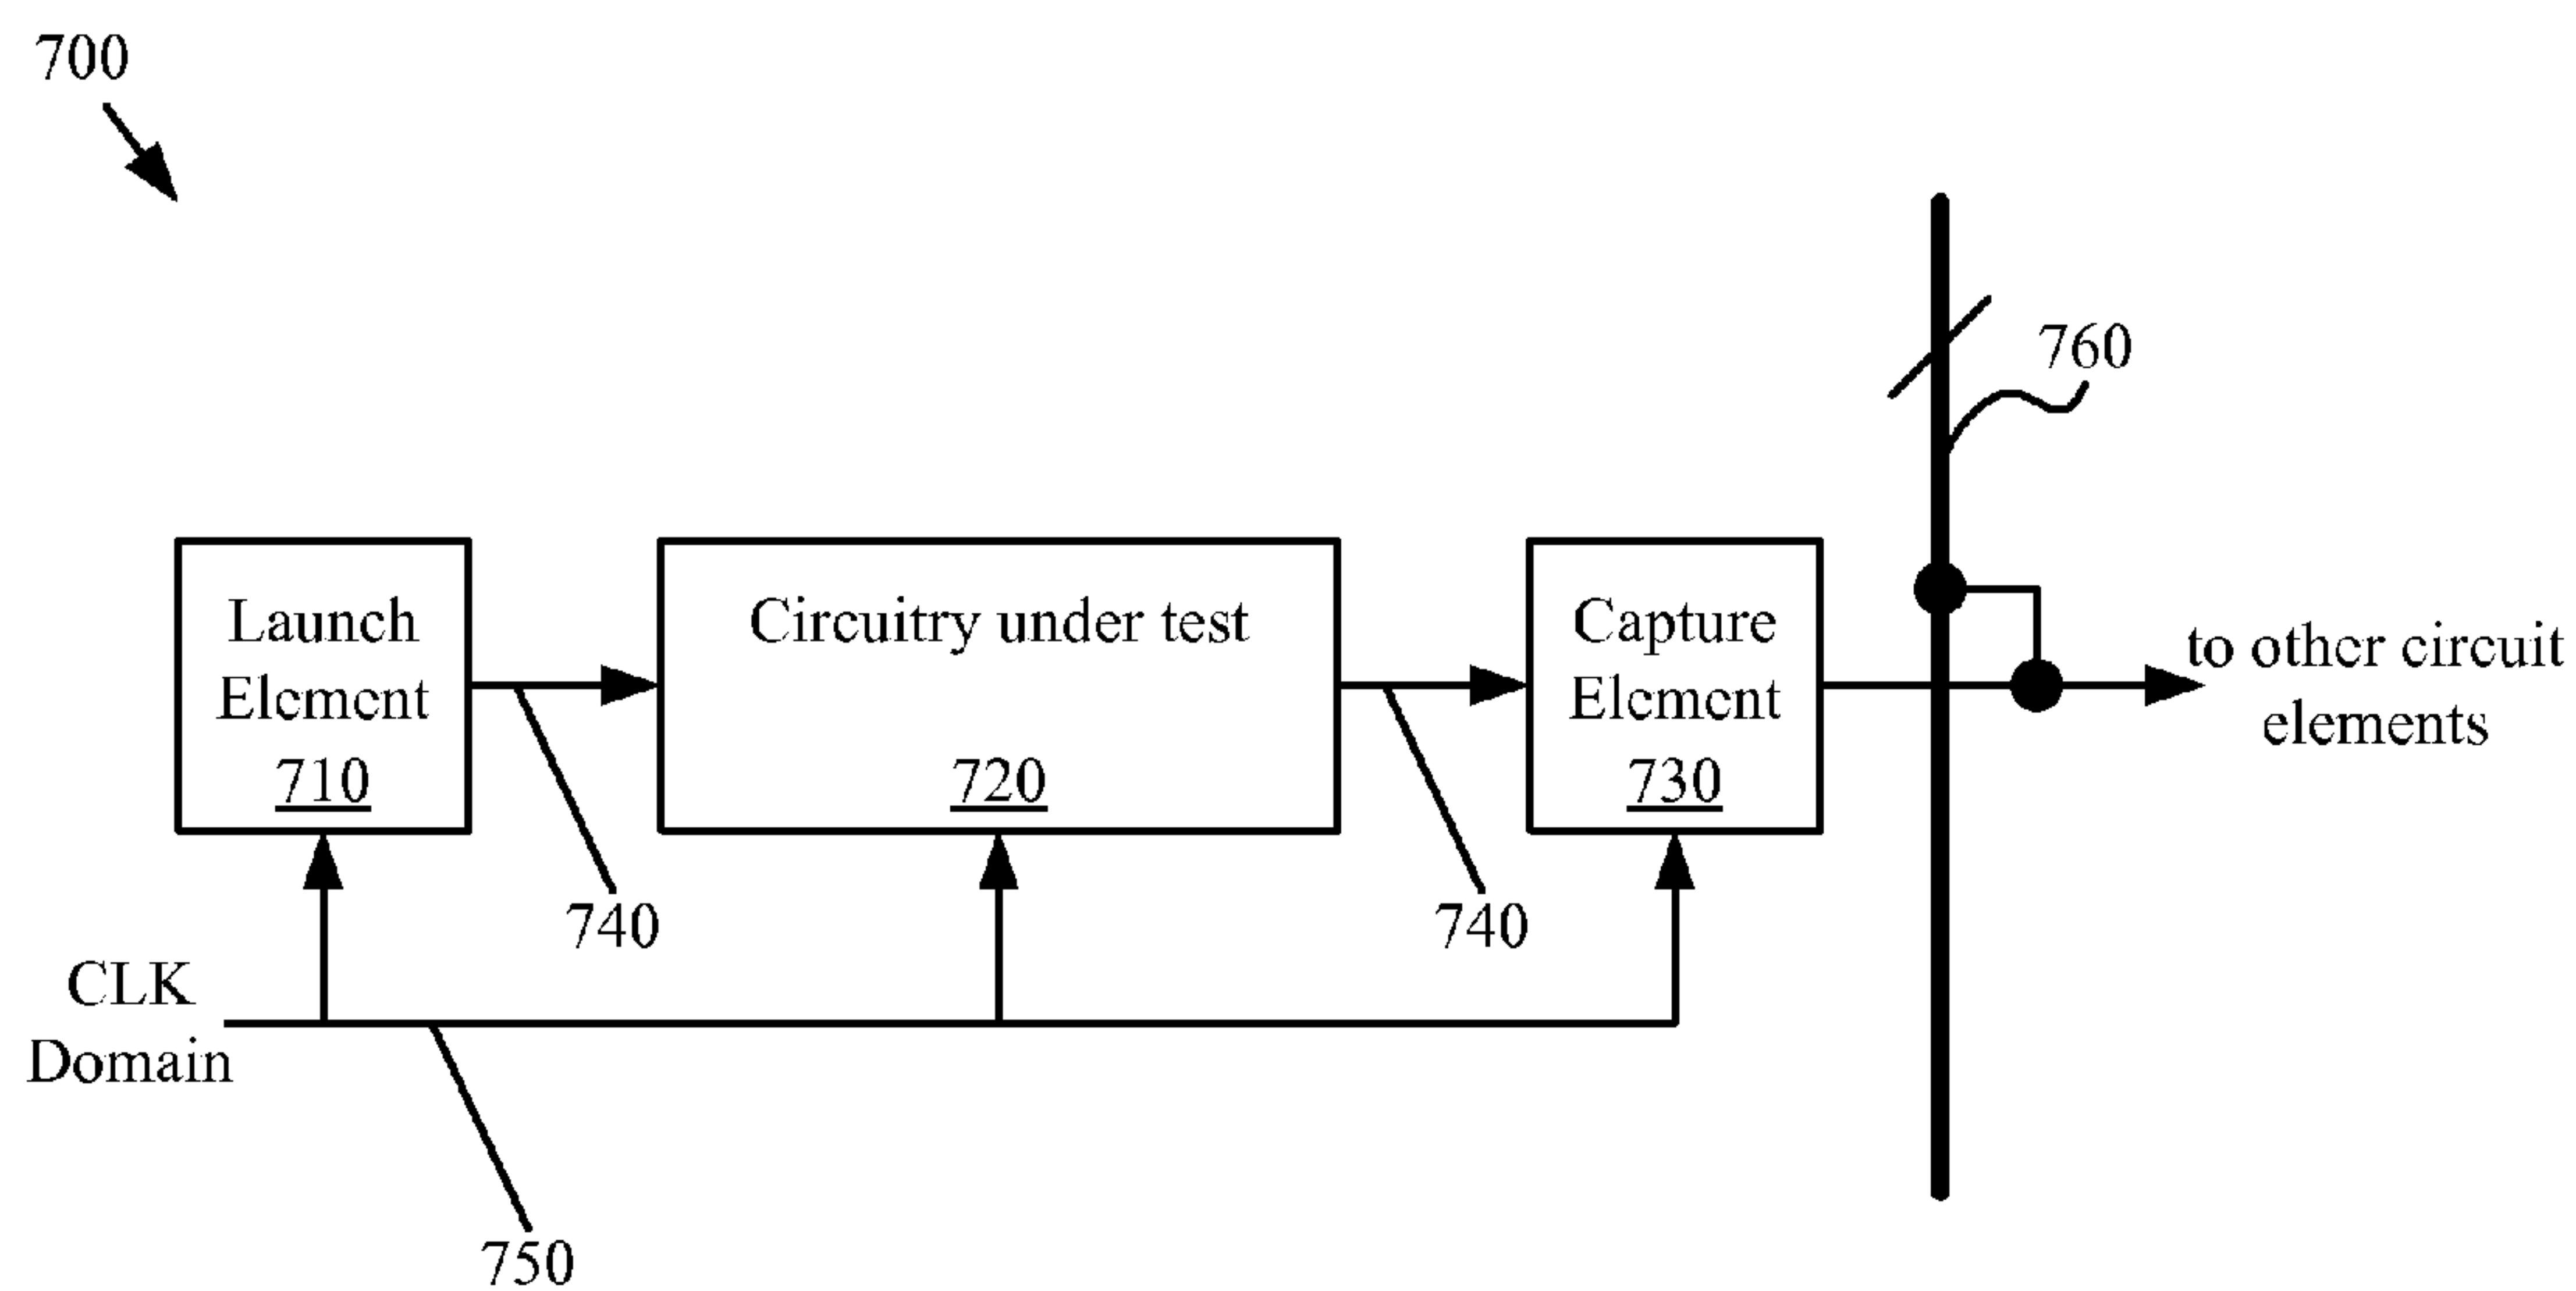 700
760
Launch
Element
710
Circuitry under test
720
Capture
Element
730
to other circuit
elements
740
740
CLK
Domain
750